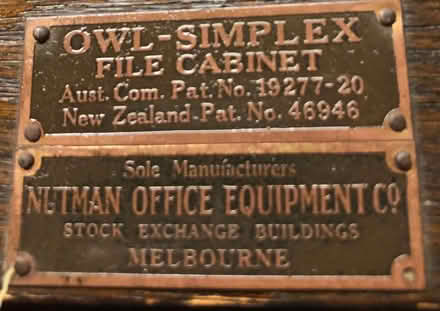 OWL-SIMPLEX
FILE CABINET
Aust. Com. Pat. No. 19277-20
New Zealand-Pat. No. 46946
Sole Manufacturers
NUTMAN OFFICE EQUIPMENT CO
STOCK EXCHANGE BUILDINGS
MELBOURNE